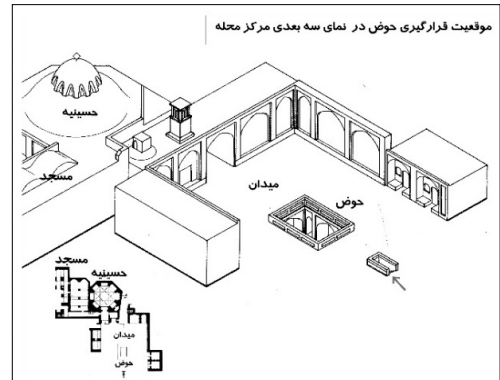 موقعیت قرارگیری حوض در نمای سه بعدی مرکز محله
حسینیه
مسجد
میدان
حوض
مسجد
حسینیه
میدان
حوض